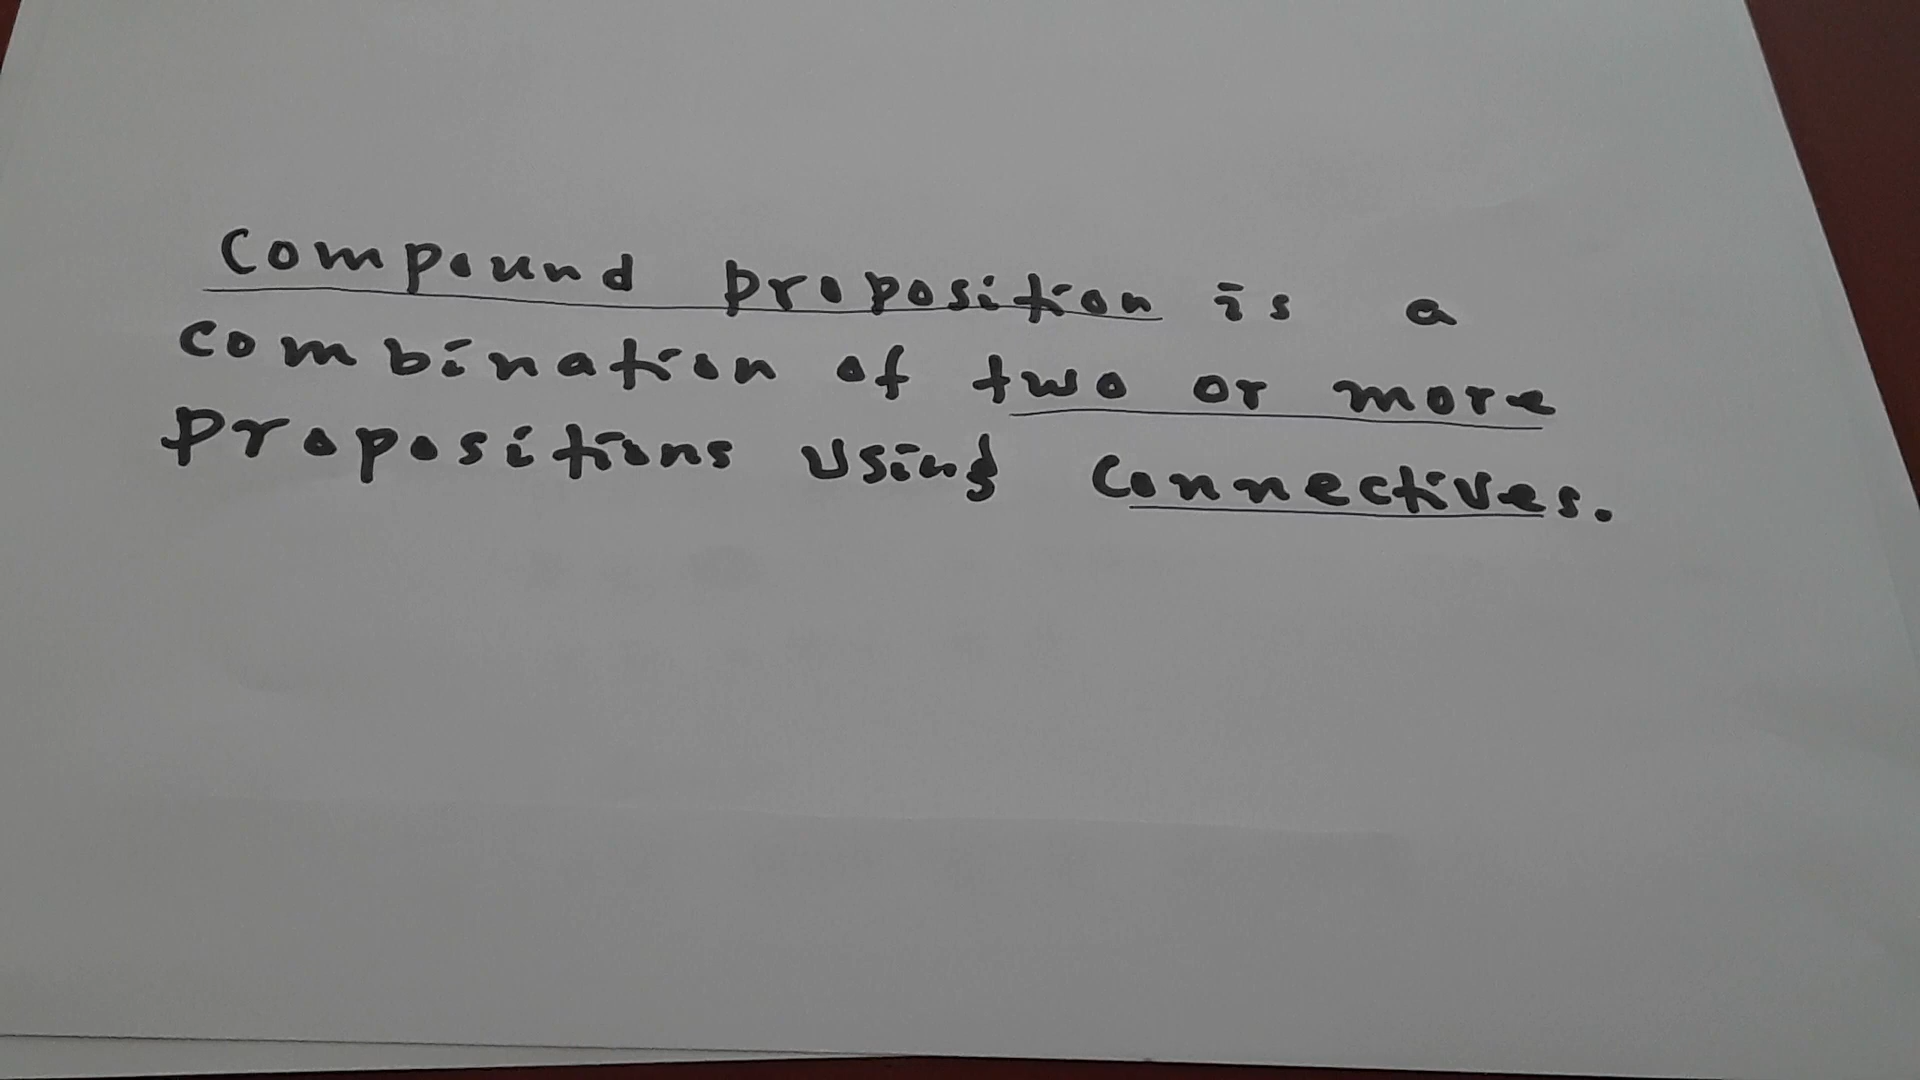 Compound proposition is a
combination of two or more
propositions using connectives.